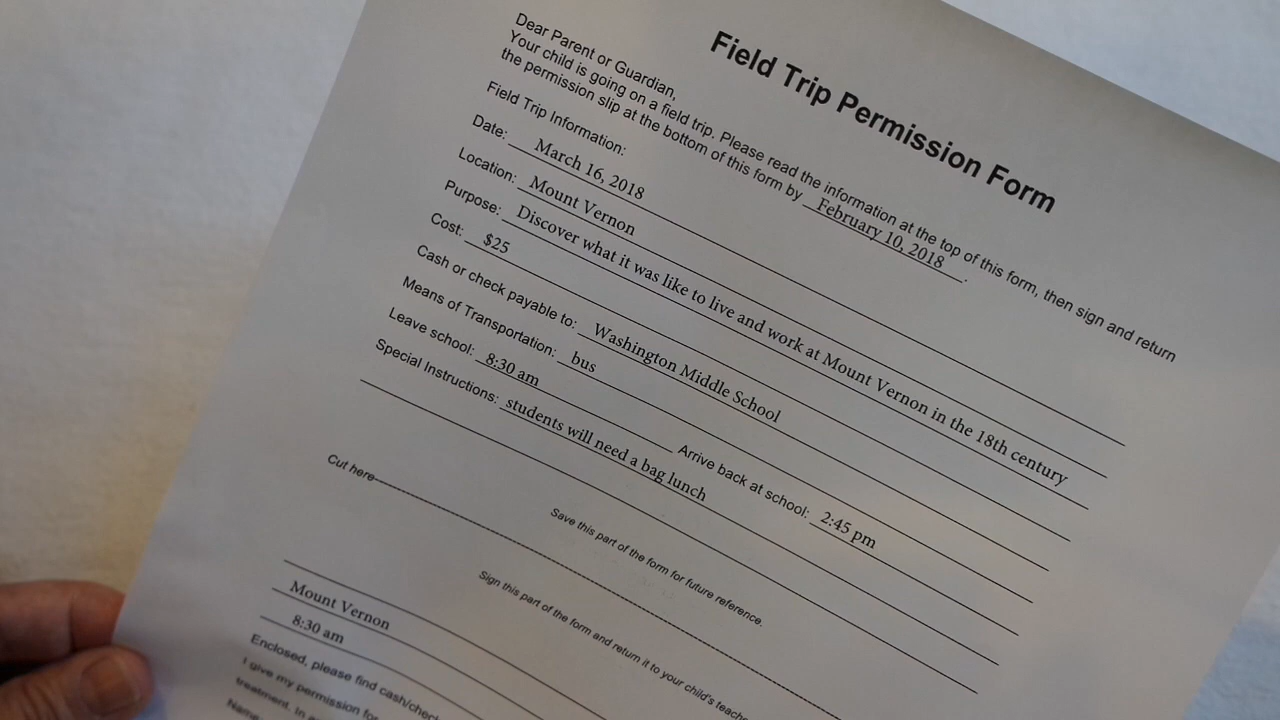 Field Trip Permission Form
Dear Parent or Guardian,
Your child is going on a field trip. Please read the information at the top of this form, then sign and return
the permission slip at the bottom of this form by February 10, 2018.
Field Trip Information:
Date: March 16, 2018
Location: Mount Vernon
Purpose: Discover what it was like to live and work at Mount Vernon in the 18th century
Cost: $25
Cash or check payable to: Washington Middle School
Means of Transportation: bus
Leave school: 8:30 am Arrive back at school: 2:45 pm
Special Instructions: students will need a bag lunch
Save this part of the form for future reference.
Cut here
Sign this part of the form and return it to your child's
Mount Vernon
8:30 am
Enclosed, please find cash/check
I give my permission for
treatment. In
Name